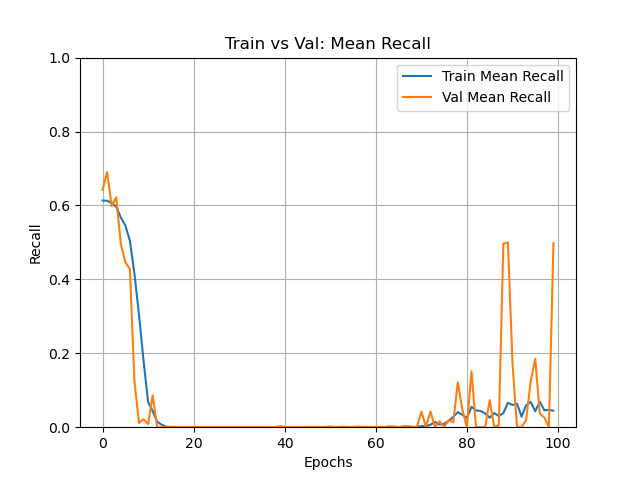 Train vs Val: Mean Recall
Train Mean Recall
Val Mean Recall
1.0
0.8
0.6
0.4
0.2
0.0
Recall
0 20 40 60 80 100
Epochs